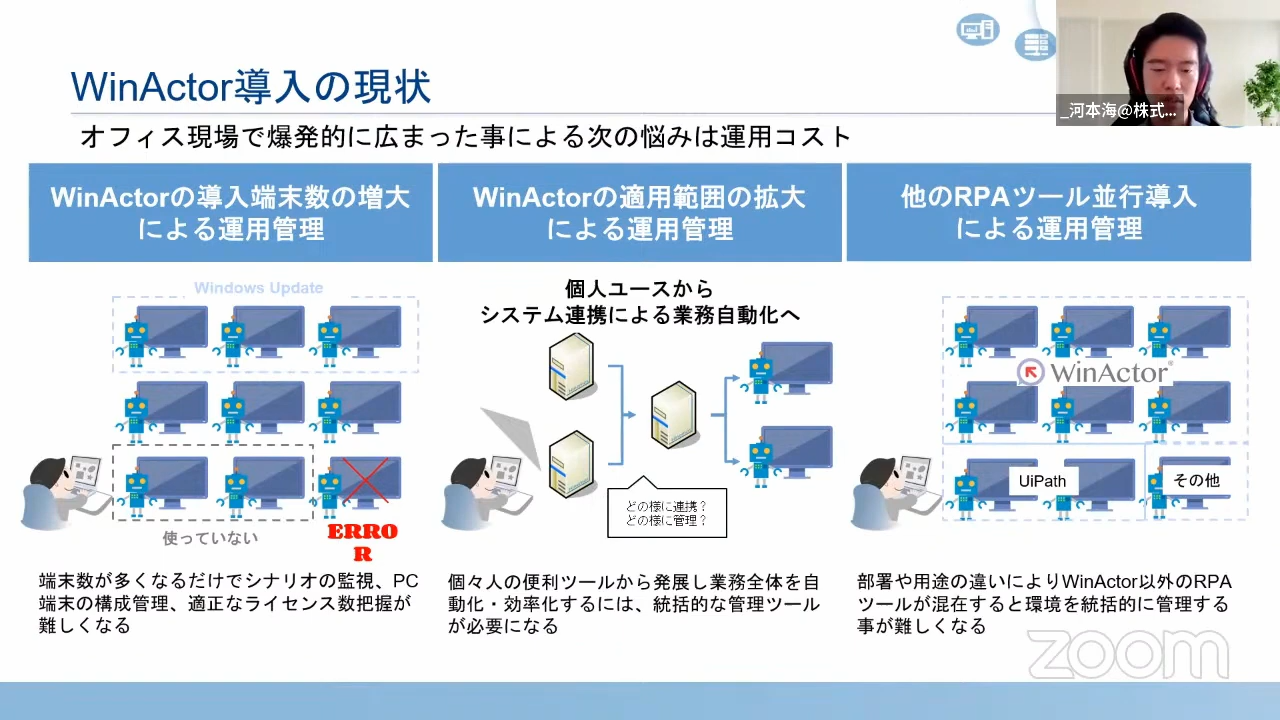 WinActor導入の現状
_河本海@株式...
オフィス現場で爆発的に広まった事による次の悩みは運用コスト
WinActorの導入端末数の増大
による運用管理
WinActorの適用範囲の拡大
による運用管理
他のRPAツール並行導入
による運用管理
Windows Update
使っていない
ERRO
R
端末数が多くなるだけでシナリオの監視、PC
端末の構成管理、適正なライセンス数把握が
難しくなる
個人ユースから
システム連携による業務自動化へ
どの様に連携？
どの様に管理？
個々人の便利ツールから発展し業務全体を自
動化・効率化するには、統括的な管理ツール
が必要になる
WinActor
UiPath
その他
部署や用途の違いによりWinActor以外のRPA
ツールが混在すると環境を統括的に管理する
事が難しくなる
zoom